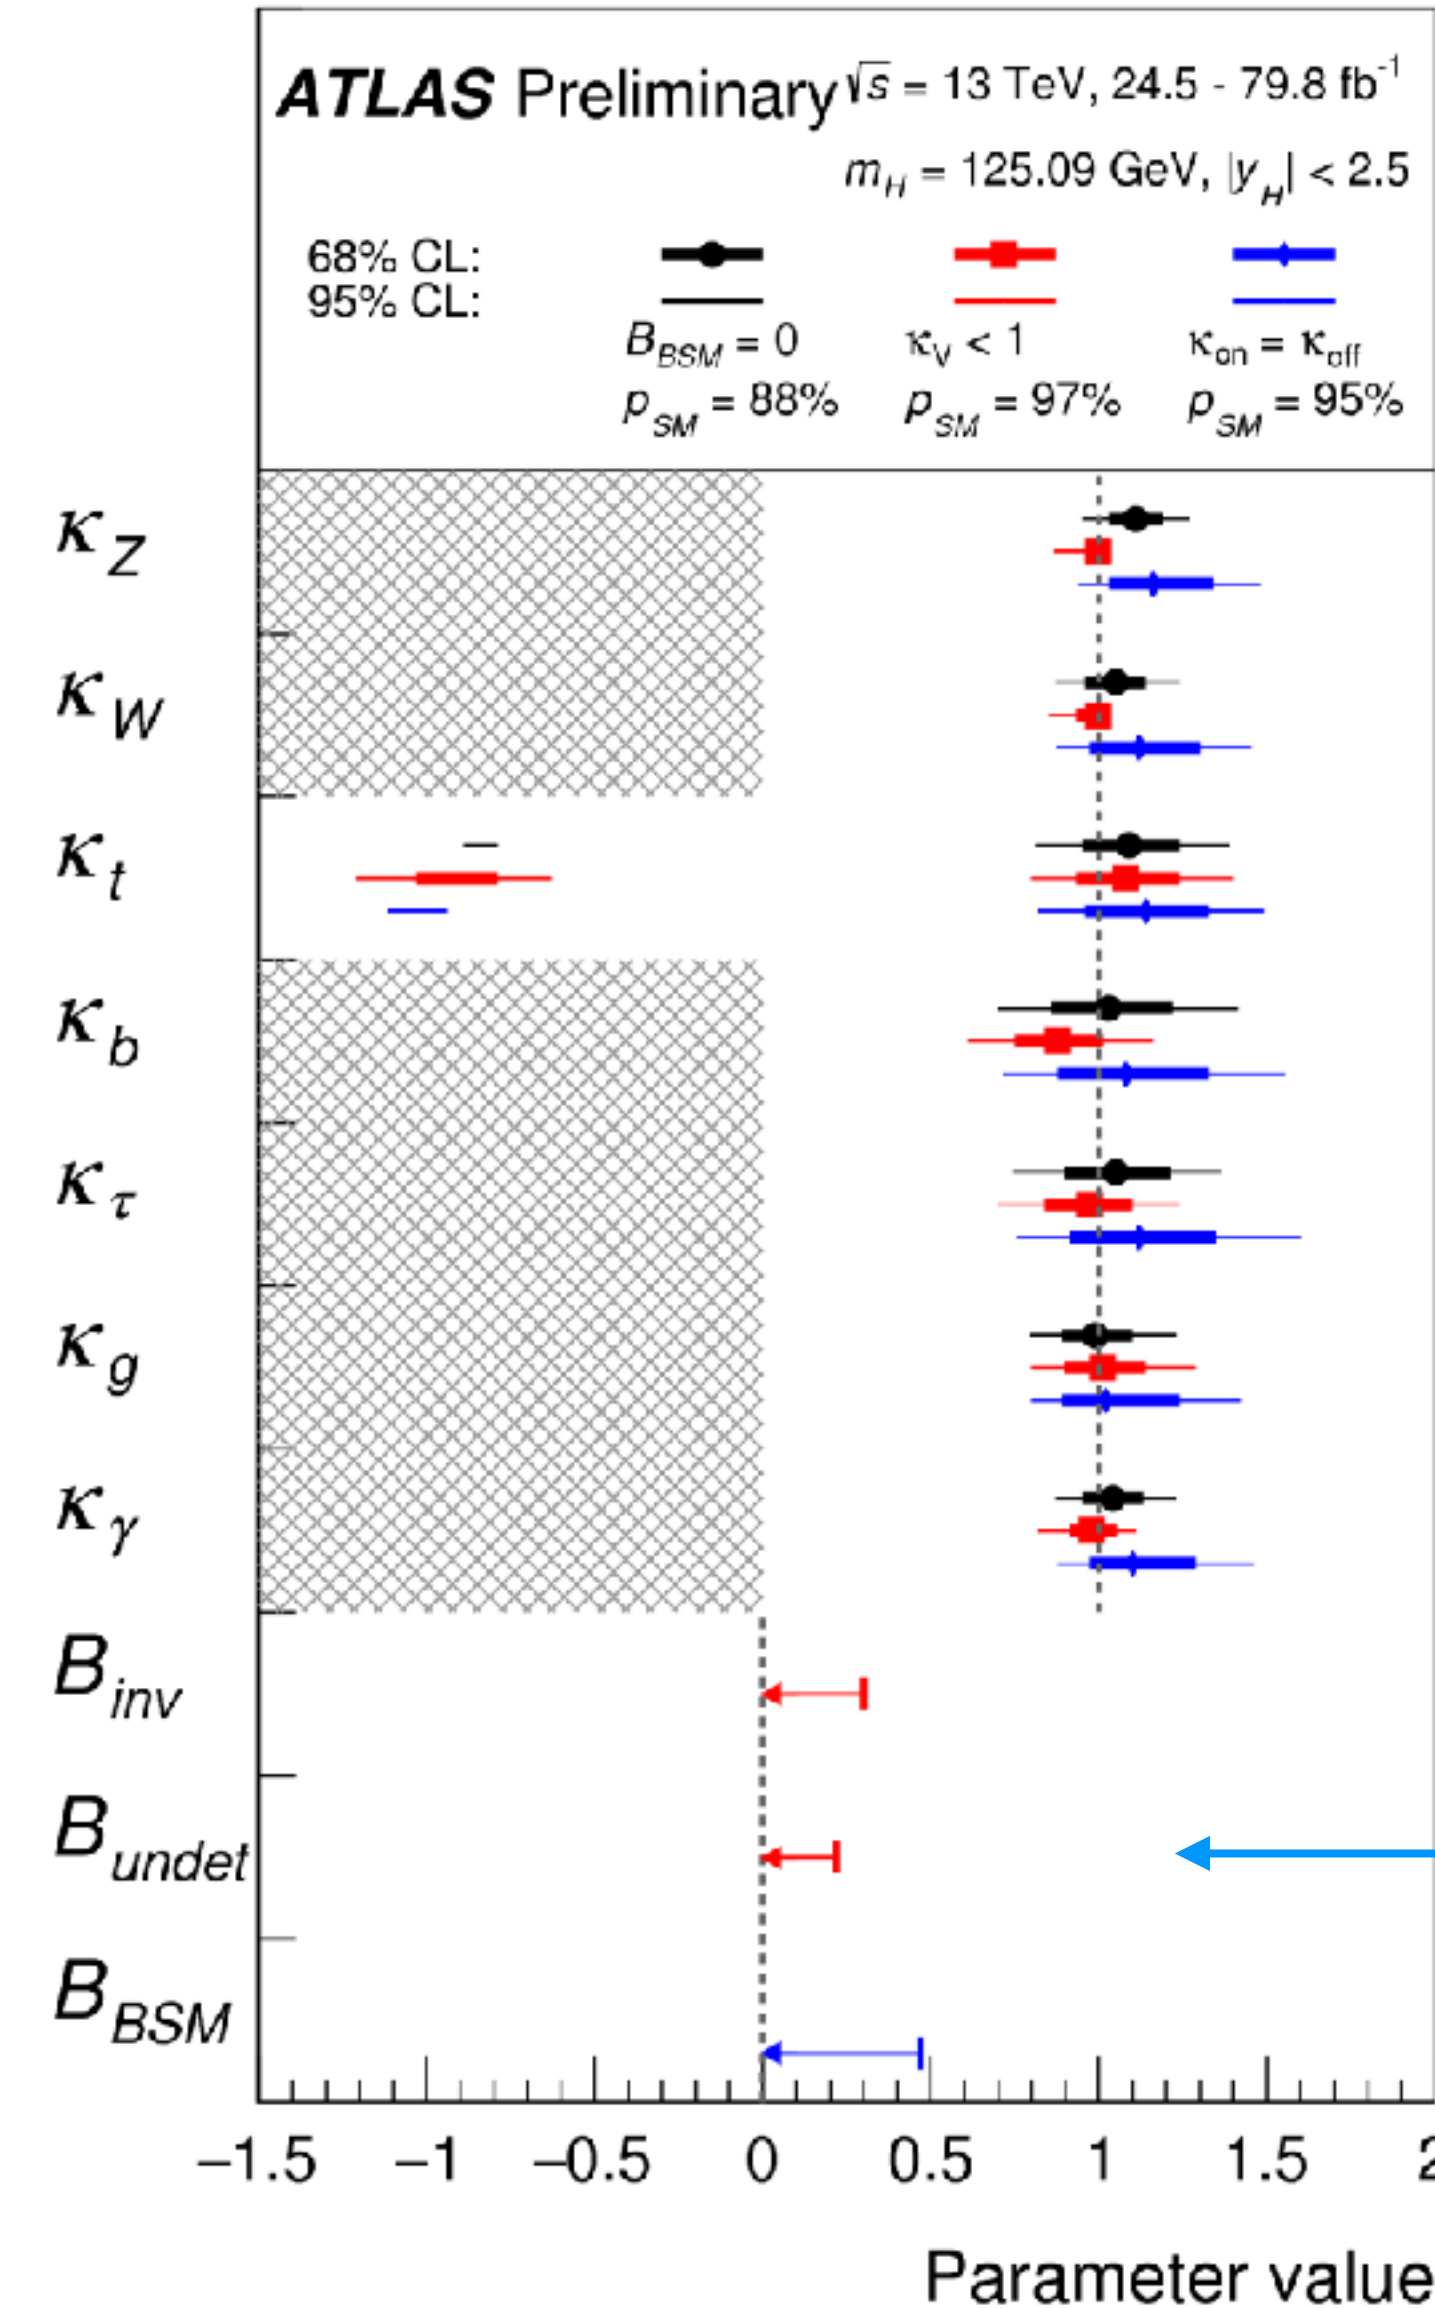 ATLAS Preliminary √s = 13 TeV, 24.5 - 79.8 fb⁻¹
m_H = 125.09 GeV, |y_H| < 2.5
68% CL:
95% CL:
B_BSM = 0 κ_V < 1 κ_on = κ_off
p_SM = 88% p_SM = 97% p_SM = 95%
κ_Z
κ_W
κ_t
κ_b
κ_τ
κ_g
κ_γ
B_inv
B_undet
B_BSM
−1.5 −1 −0.5 0 0.5 1 1.5 2
Parameter value